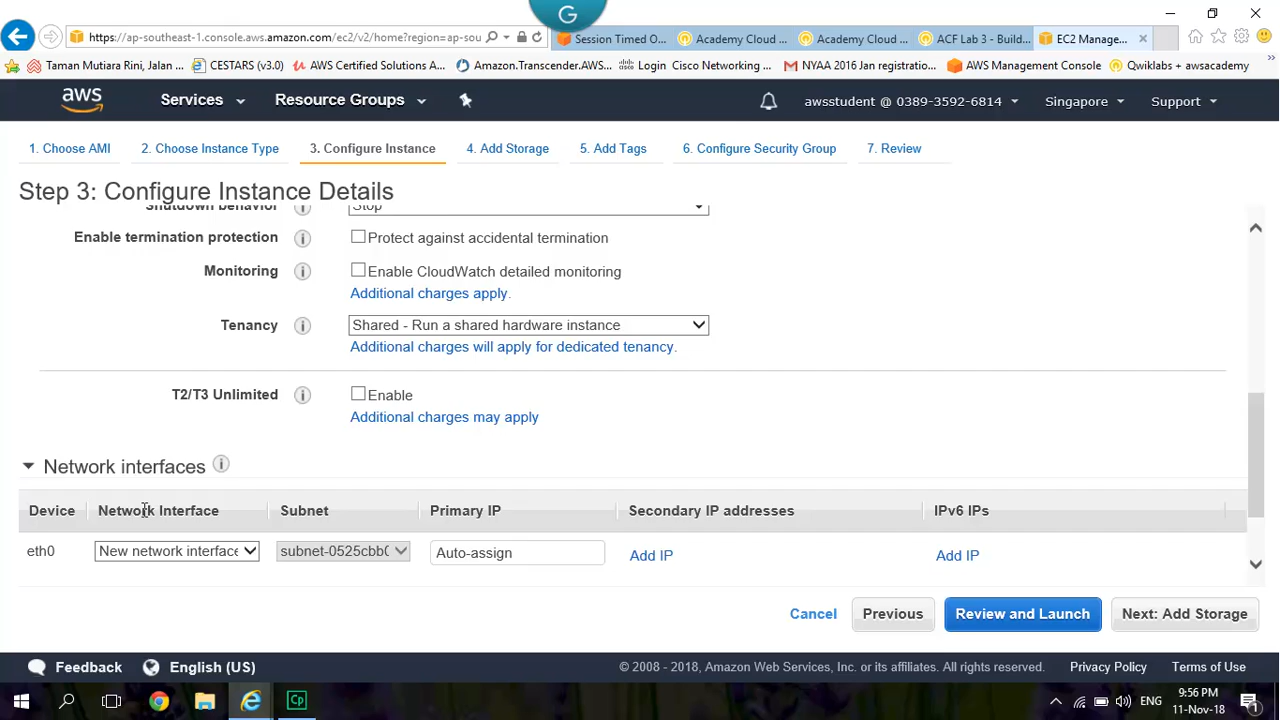 G
https://ap-southeast-1.console.aws.amazon.com/ec2/v2/home?region=ap-sou
Session Timed O...
Academy Cloud ...
Academy Cloud ...
ACF Lab 3 - Build...
EC2 Manage...
Taman Mutiara Rini, Jalan ...
CESTARS (v3.0)
AWS Certified Solutions A...
Amazon.Transcender.AWS...
Login
Cisco Networking ...
NYAA 2016 Jan registratio...
AWS Management Console
Qwiklabs + awsacademy
aws
Services
Resource Groups
awsstudent @ 0389-3592-6814
Singapore
Support
1. Choose AMI
2. Choose Instance Type
3. Configure Instance
4. Add Storage
5. Add Tags
6. Configure Security Group
7. Review
Step 3: Configure Instance Details
Shutdown behavior
Stop
Enable termination protection
Protect against accidental termination
Monitoring
Enable CloudWatch detailed monitoring
Additional charges apply.
Tenancy
Shared - Run a shared hardware instance
Additional charges will apply for dedicated tenancy.
T2/T3 Unlimited
Enable
Additional charges may apply
Network interfaces
Device
Network Interface
Subnet
Primary IP
Secondary IP addresses
IPv6 IPs
eth0
New network interface
subnet-0525cbb0
Auto-assign
Add IP
Add IP
Cancel
Previous
Review and Launch
Next: Add Storage
Feedback
English (US)
© 2008 - 2018, Amazon Web Services, Inc. or its affiliates. All rights reserved.
Privacy Policy
Terms of Use
Cp
ENG
9:56 PM
11-Nov-18
1